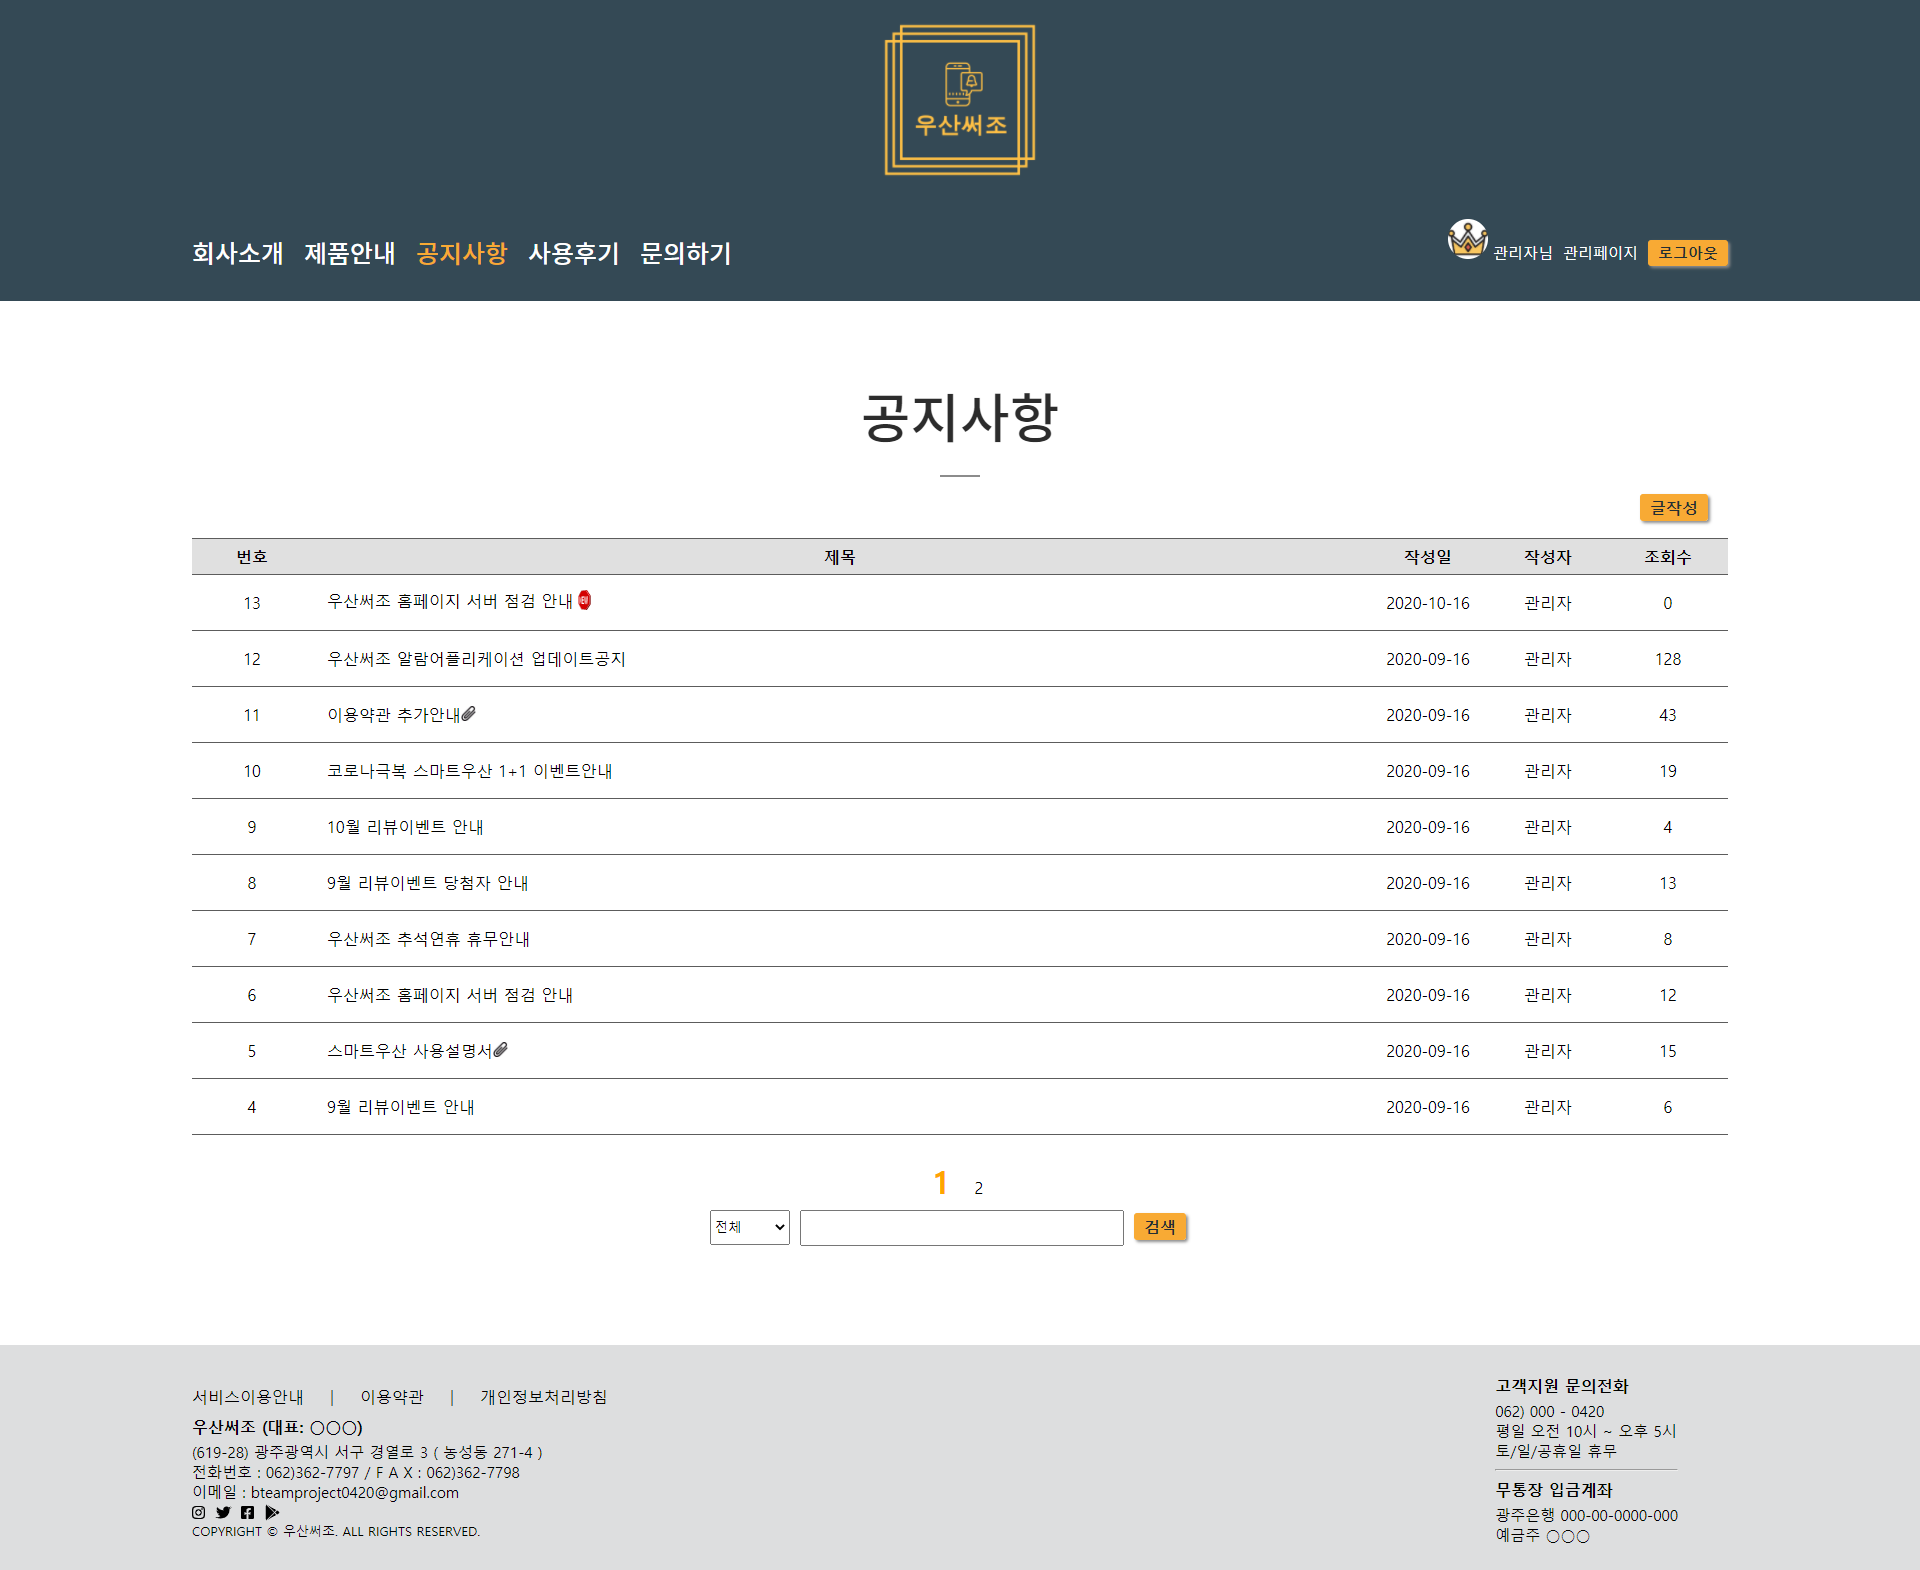 우산써조
회사소개 제품안내 공지사항 사용후기 문의하기
관리자님 관리페이지 로그아웃
공지사항
글작성
번호 제목 작성일 작성자 조회수
13 우산써조 홈페이지 서버 점검 안내 NEW 2020-10-16 관리자 0
12 우산써조 알람어플리케이션 업데이트공지 2020-09-16 관리자 128
11 이용약관 추가안내 2020-09-16 관리자 43
10 코로나극복 스마트우산 1+1 이벤트안내 2020-09-16 관리자 19
9 10월 리뷰이벤트 안내 2020-09-16 관리자 4
8 9월 리뷰이벤트 당첨자 안내 2020-09-16 관리자 13
7 우산써조 추석연휴 휴무안내 2020-09-16 관리자 8
6 우산써조 홈페이지 서버 점검 안내 2020-09-16 관리자 12
5 스마트우산 사용설명서 2020-09-16 관리자 15
4 9월 리뷰이벤트 안내 2020-09-16 관리자 6
1 2
전체 검색
서비스이용안내 | 이용약관 | 개인정보처리방침
우산써조 (대표: ○○○)
(619-28) 광주광역시 서구 경열로 3 ( 농성동 271-4 )
전화번호 : 062)362-7797 / F A X : 062)362-7798
이메일 : bteamproject0420@gmail.com
COPYRIGHT © 우산써조. ALL RIGHTS RESERVED.
고객지원 문의전화
062) 000 - 0420
평일 오전 10시 ~ 오후 5시
토/일/공휴일 휴무
무통장 입금계좌
광주은행 000-00-0000-000
예금주 ○○○